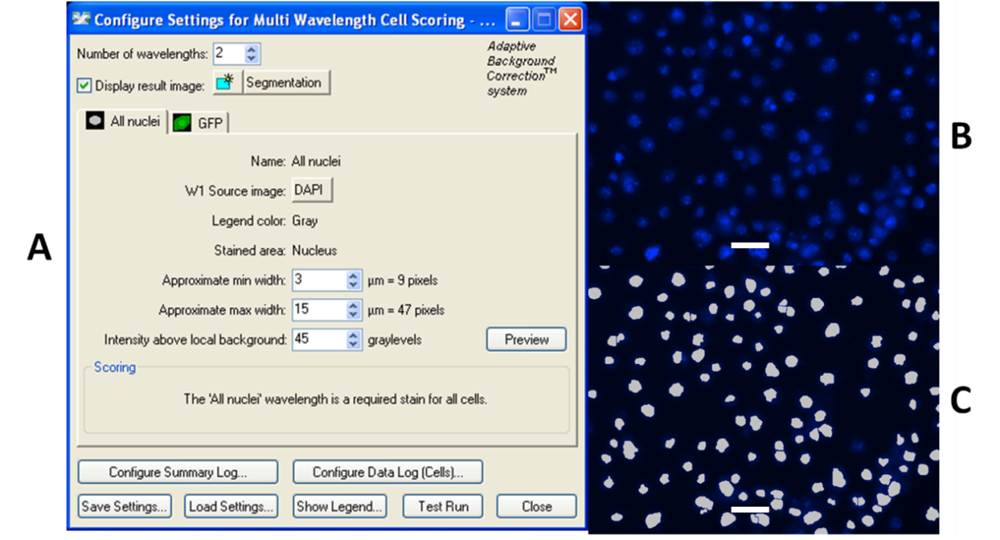 Configure Settings for Multi Wavelength Cell Scoring - ...
Number of wavelengths: 2
Adaptive
Background
Correction™
system
Display result image: Segmentation
All nuclei GFP
Name: All nuclei
W1 Source image: DAPI
Legend color: Gray
Stained area: Nucleus
Approximate min width: 3 µm = 9 pixels
Approximate max width: 15 µm = 47 pixels
Intensity above local background: 45 graylevels Preview
Scoring
The 'All nuclei' wavelength is a required stain for all cells.
Configure Summary Log... Configure Data Log (Cells)...
Save Settings... Load Settings... Show Legend... Test Run Close
A
B
C